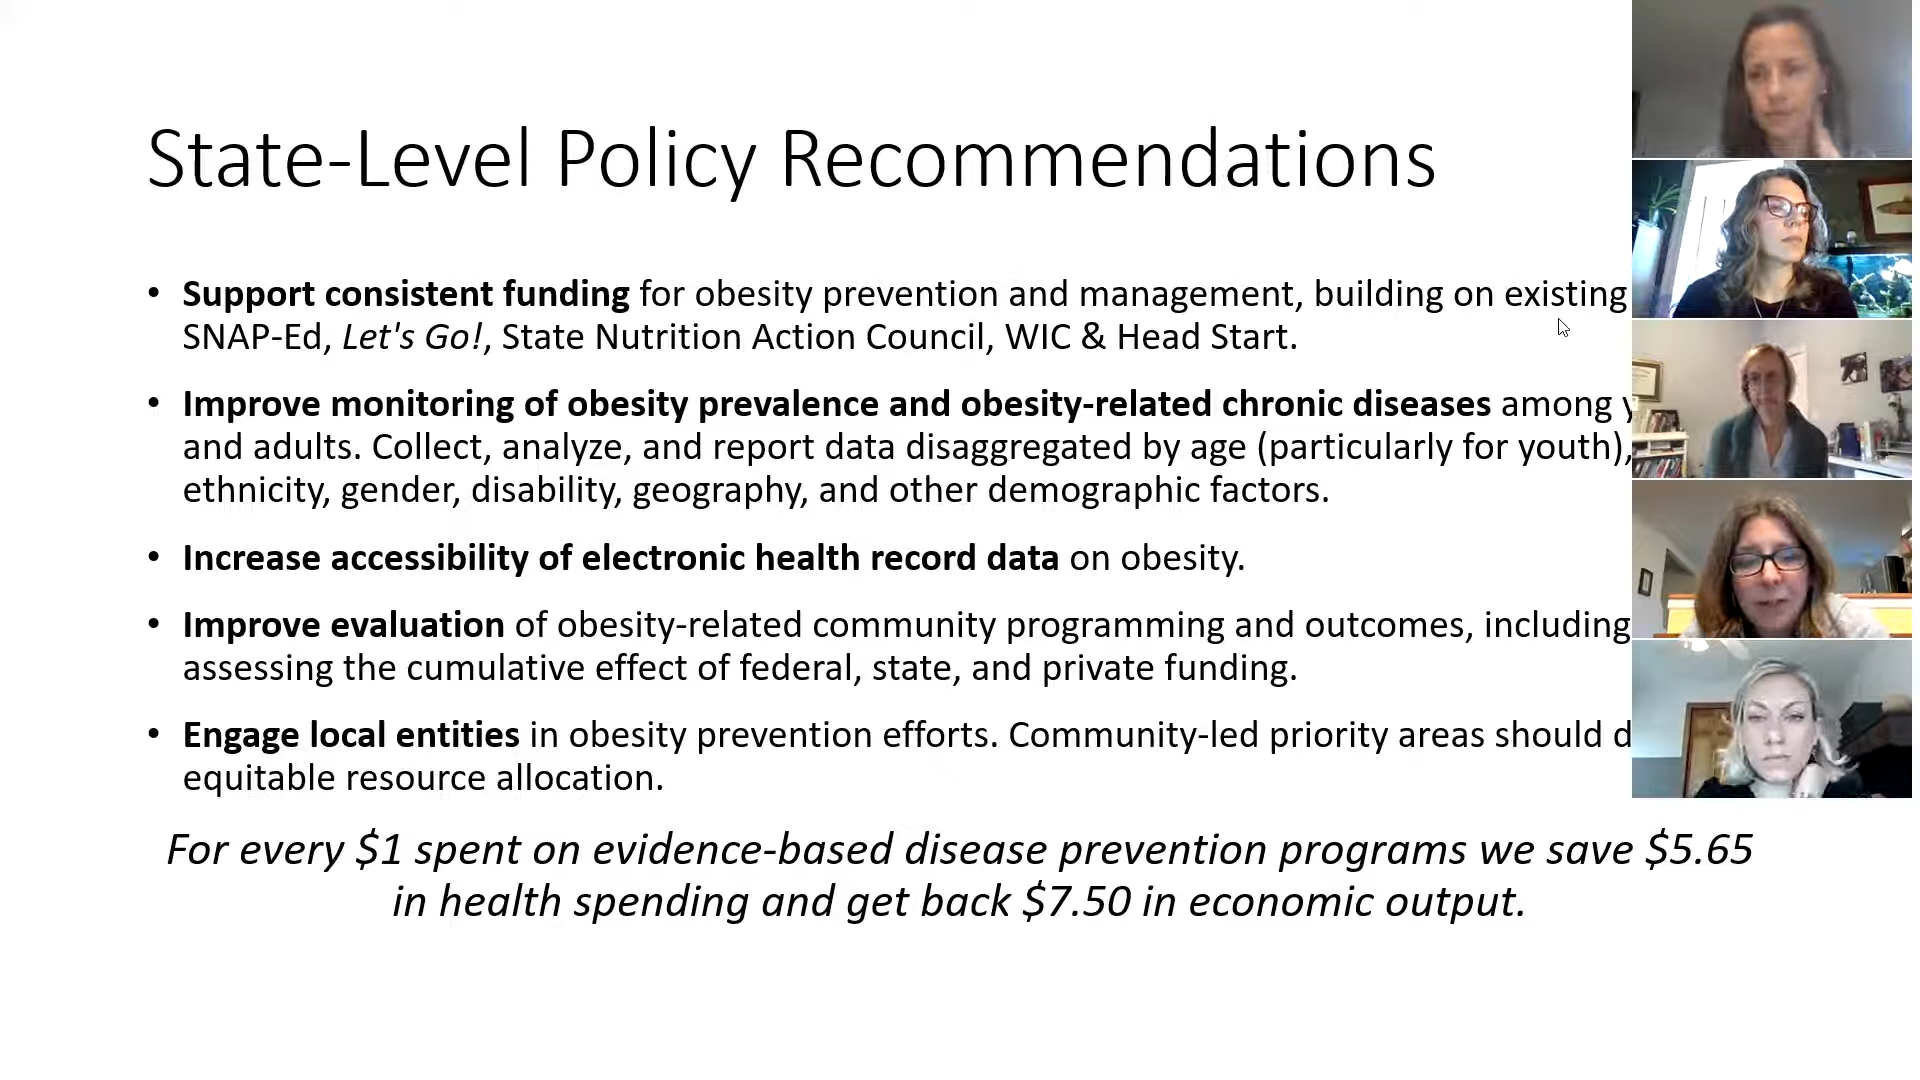 State-Level Policy Recommendations
• Support consistent funding for obesity prevention and management, building on existing
SNAP-Ed, Let's Go!, State Nutrition Action Council, WIC & Head Start.
• Improve monitoring of obesity prevalence and obesity-related chronic diseases among
and adults. Collect, analyze, and report data disaggregated by age (particularly for youth),
ethnicity, gender, disability, geography, and other demographic factors.
• Increase accessibility of electronic health record data on obesity.
• Improve evaluation of obesity-related community programming and outcomes, including
assessing the cumulative effect of federal, state, and private funding.
• Engage local entities in obesity prevention efforts. Community-led priority areas should
equitable resource allocation.
For every $1 spent on evidence-based disease prevention programs we save $5.65
in health spending and get back $7.50 in economic output.